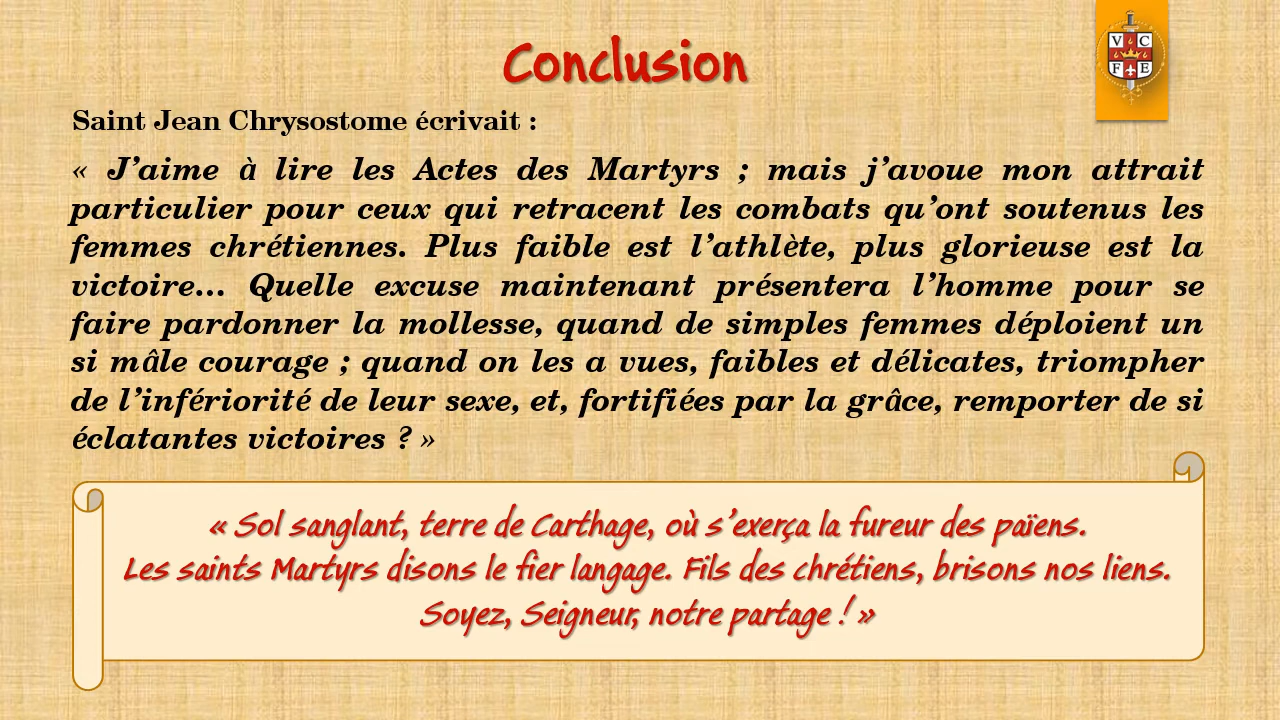 Conclusion
V C
F E
Saint Jean Chrysostome écrivait :
« J’aime à lire les Actes des Martyrs ; mais j’avoue mon attrait
particulier pour ceux qui retracent les combats qu’ont soutenus les
femmes chrétiennes. Plus faible est l’athlète, plus glorieuse est la
victoire… Quelle excuse maintenant présentera l’homme pour se
faire pardonner la mollesse, quand de simples femmes déploient un
si mâle courage ; quand on les a vues, faibles et délicates, triompher
de l’infériorité de leur sexe, et, fortifiées par la grâce, remporter de si
éclatantes victoires ? »
« Sol sanglant, terre de Carthage, où s’exerça la fureur des païens.
Les saints Martyrs disons le fier langage. Fils des chrétiens, brisons nos liens.
Soyez, Seigneur, notre partage ! »